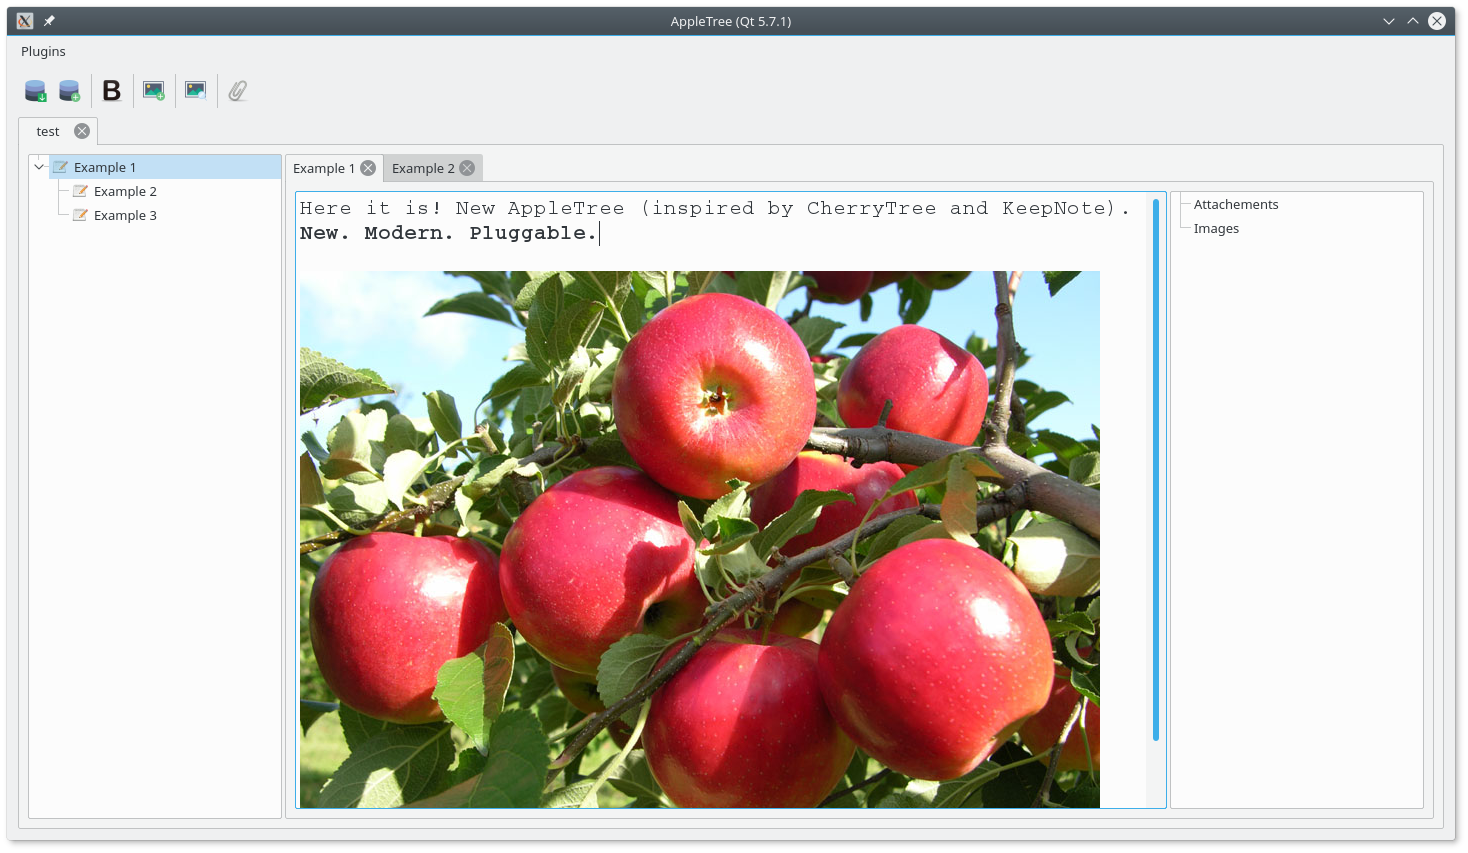 AppleTree (Qt 5.7.1)
Plugins
B
test
Example 1
Example 2
Example 3
Example 1
Example 2
Here it is! New AppleTree (inspired by CherryTree and KeepNote).
New. Modern. Pluggable.
Attachements
Images